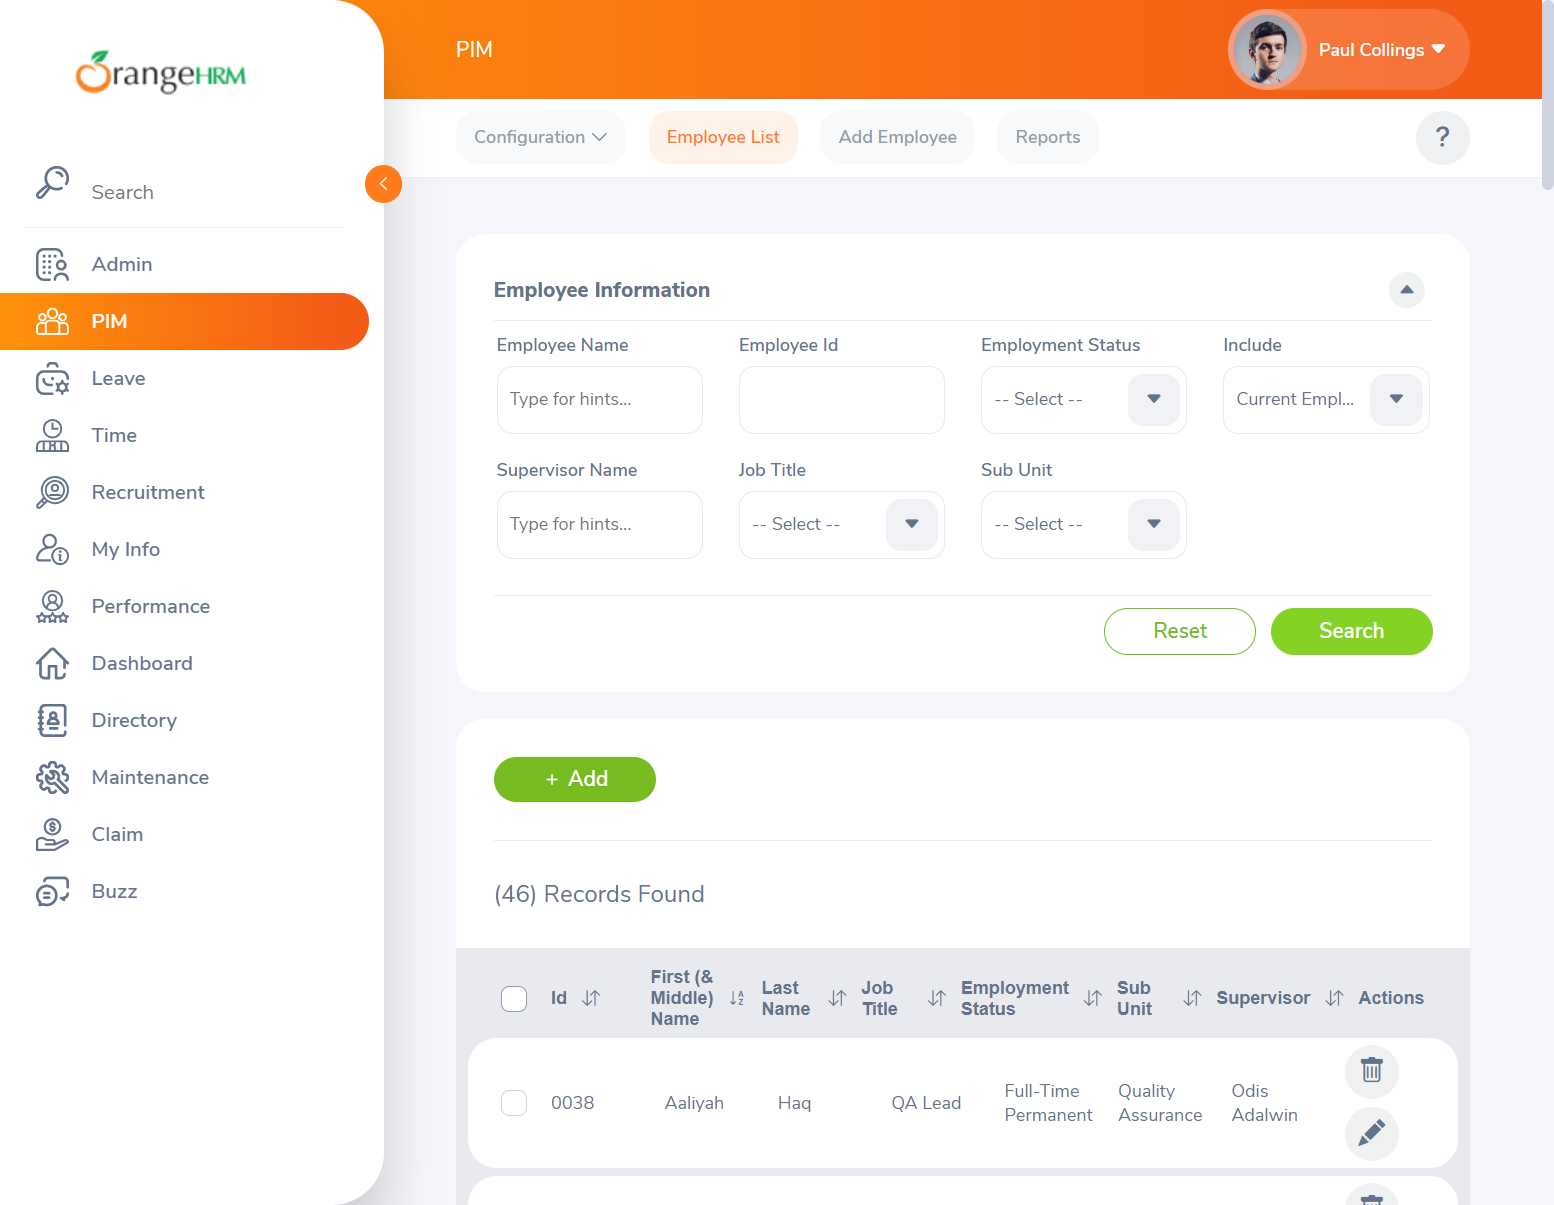 OrangeHRM
PIM
Paul Collings
Configuration
Employee List
Add Employee
Reports
?
Search
Admin
PIM
Leave
Time
Recruitment
My Info
Performance
Dashboard
Directory
Maintenance
Claim
Buzz
Employee Information
Employee Name
Employee Id
Employment Status
Include
Type for hints...
-- Select --
Current Empl...
Supervisor Name
Job Title
Sub Unit
Type for hints...
-- Select --
-- Select --
Reset
Search
+ Add
(46) Records Found
Id
First (& Middle) Name
Last Name
Job Title
Employment Status
Sub Unit
Supervisor
Actions
0038
Aaliyah
Haq
QA Lead
Full-Time Permanent
Quality Assurance
Odis Adalwin